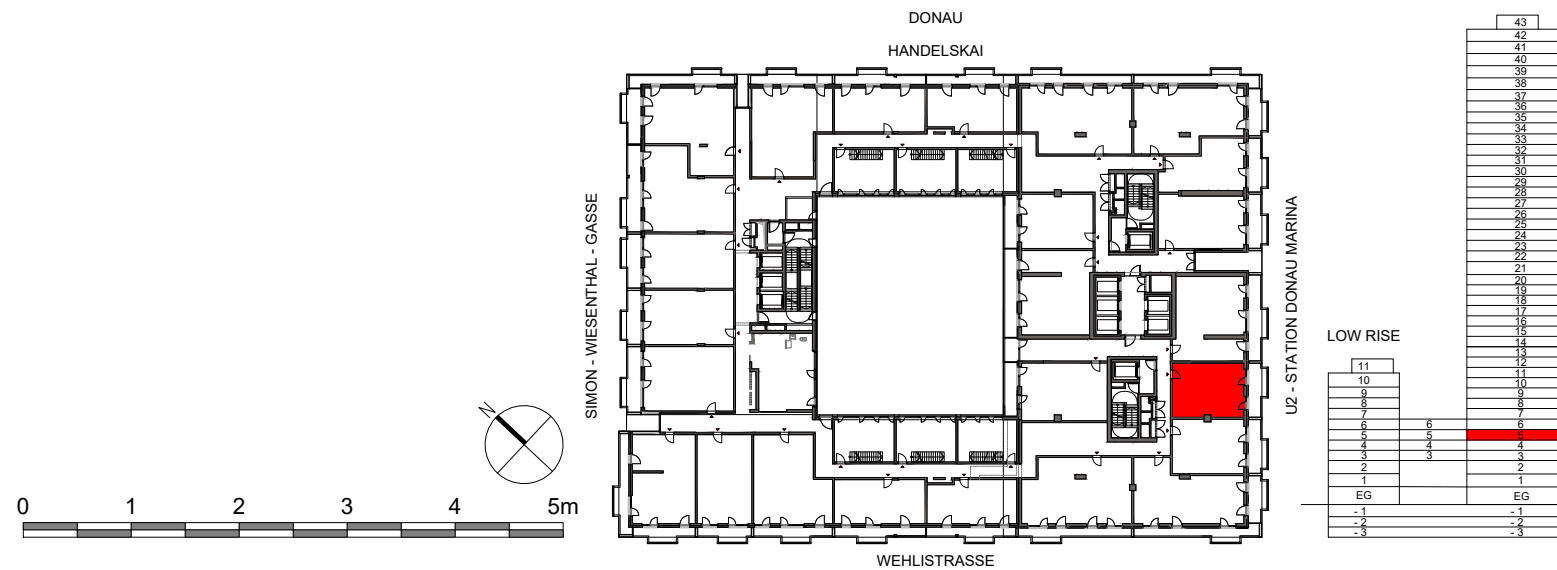 DONAU
HANDELSKAI
SIMON - WIESENTHAL - GASSE
U2 - STATION DONAU MARINA
WEHLISTRASSE
N
0 1 2 3 4 5m
LOW RISE
43
42
41
40
39
38
37
36
35
34
33
32
31
30
29
28
27
26
25
24
23
22
21
20
19
18
17
16
15
14
13
12
11 11
10 10
9 9
8 8
7 7
6 6 6
5 5 5
4 4 4
3 3 3
2 2
1 1
EG EG
- 1 - 1
- 2 - 2
- 3 - 3